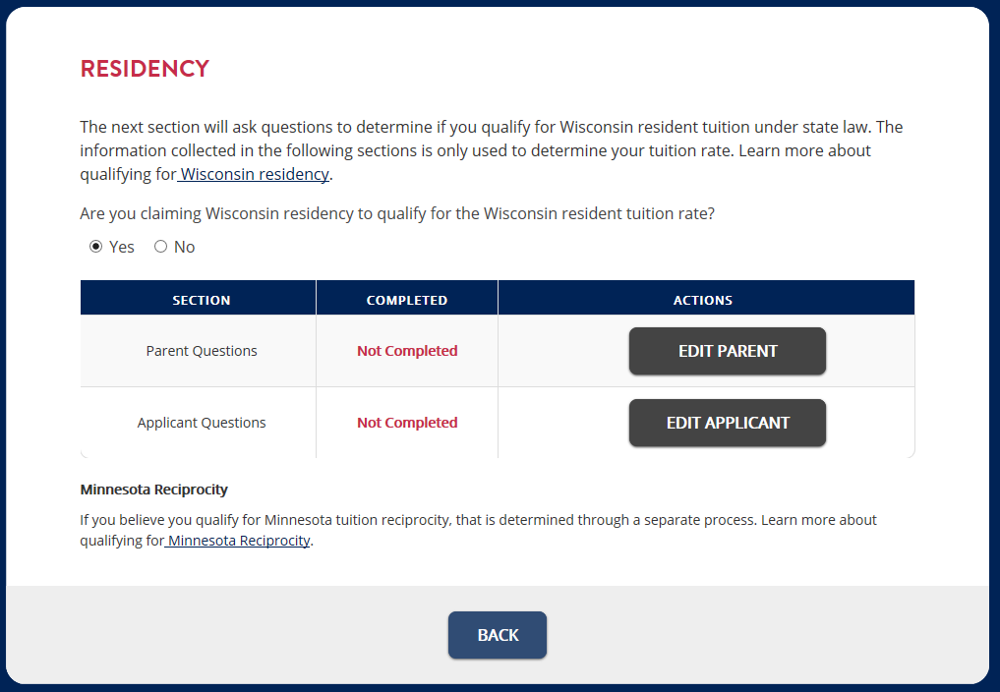 RESIDENCY
The next section will ask questions to determine if you qualify for Wisconsin resident tuition under state law. The
information collected in the following sections is only used to determine your tuition rate. Learn more about
qualifying for Wisconsin residency.
Are you claiming Wisconsin residency to qualify for the Wisconsin resident tuition rate?
Yes No
SECTION COMPLETED ACTIONS
Parent Questions Not Completed EDIT PARENT
Applicant Questions Not Completed EDIT APPLICANT
Minnesota Reciprocity
If you believe you qualify for Minnesota tuition reciprocity, that is determined through a separate process. Learn more about
qualifying for Minnesota Reciprocity.
BACK